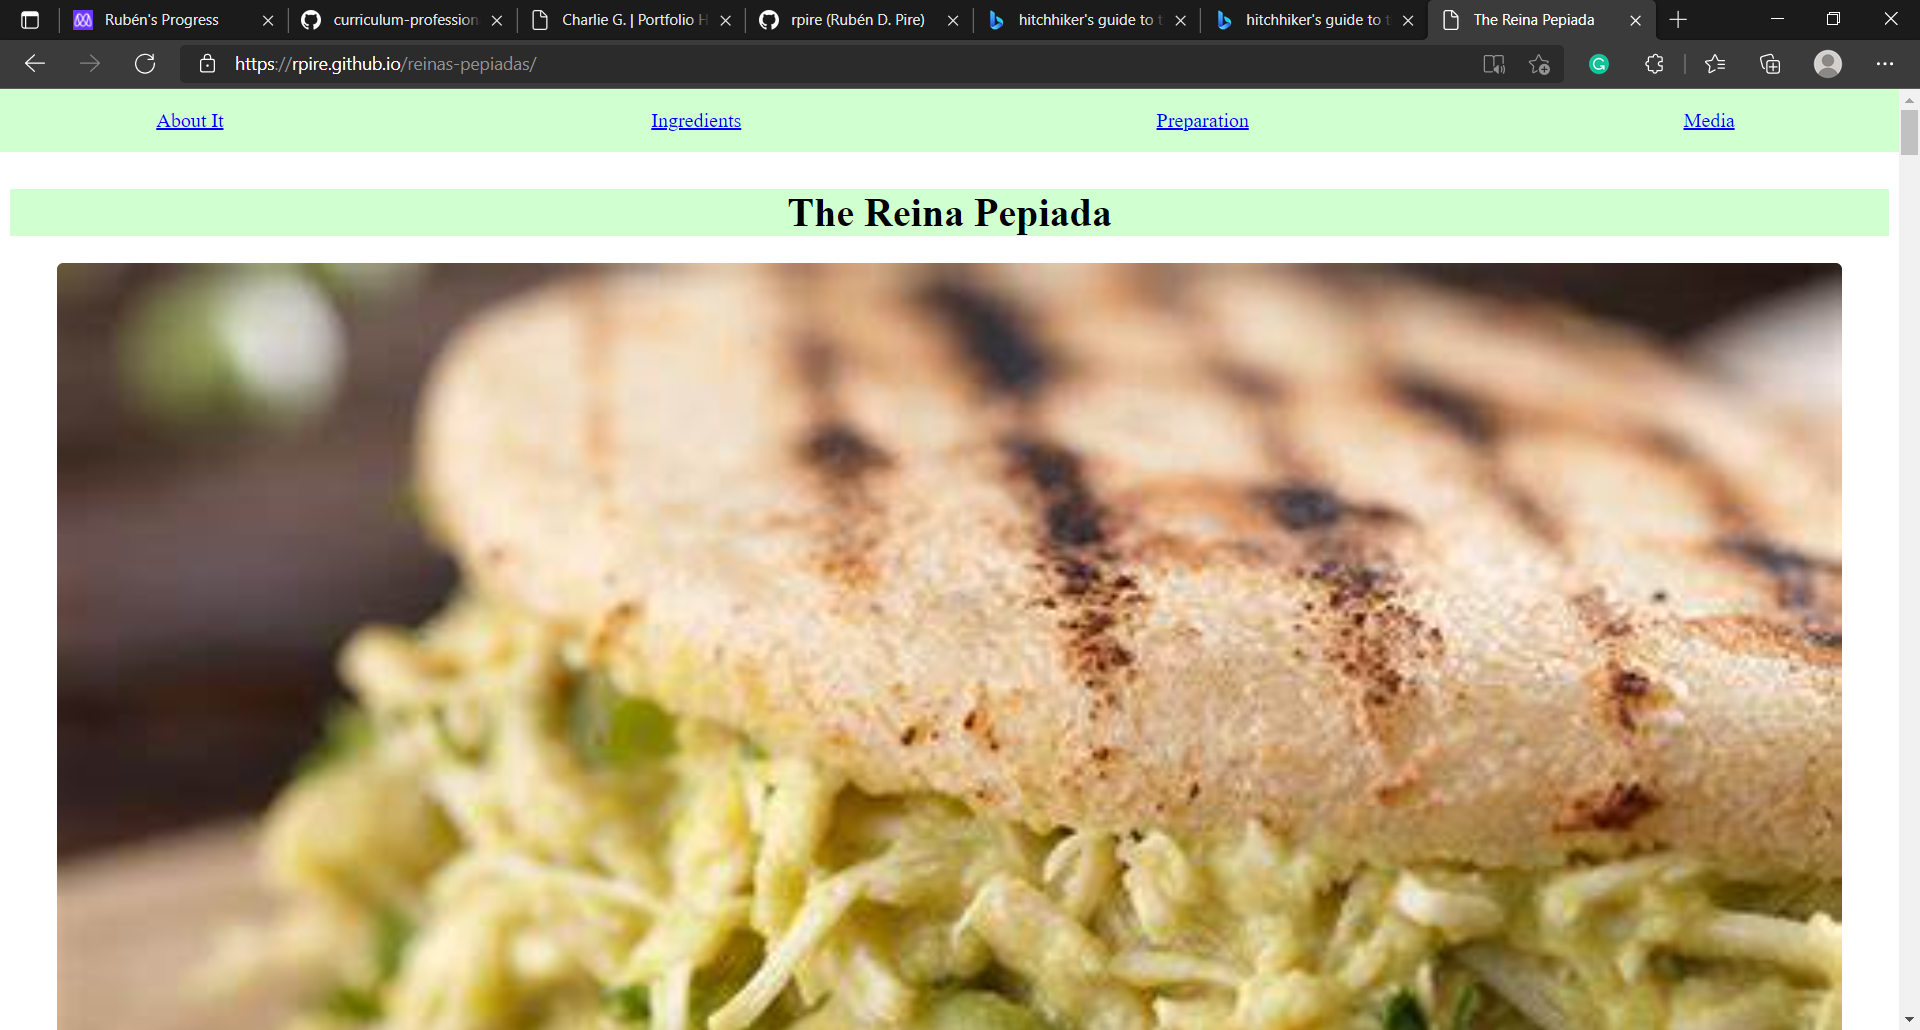 Rubén's Progress
curriculum-profession
Charlie G. | Portfolio H
rpire (Rubén D. Pire)
hitchhiker's guide to t
hitchhiker's guide to t
The Reina Pepiada
https://rpire.github.io/reinas-pepiadas/
About It Ingredients Preparation Media
The Reina Pepiada